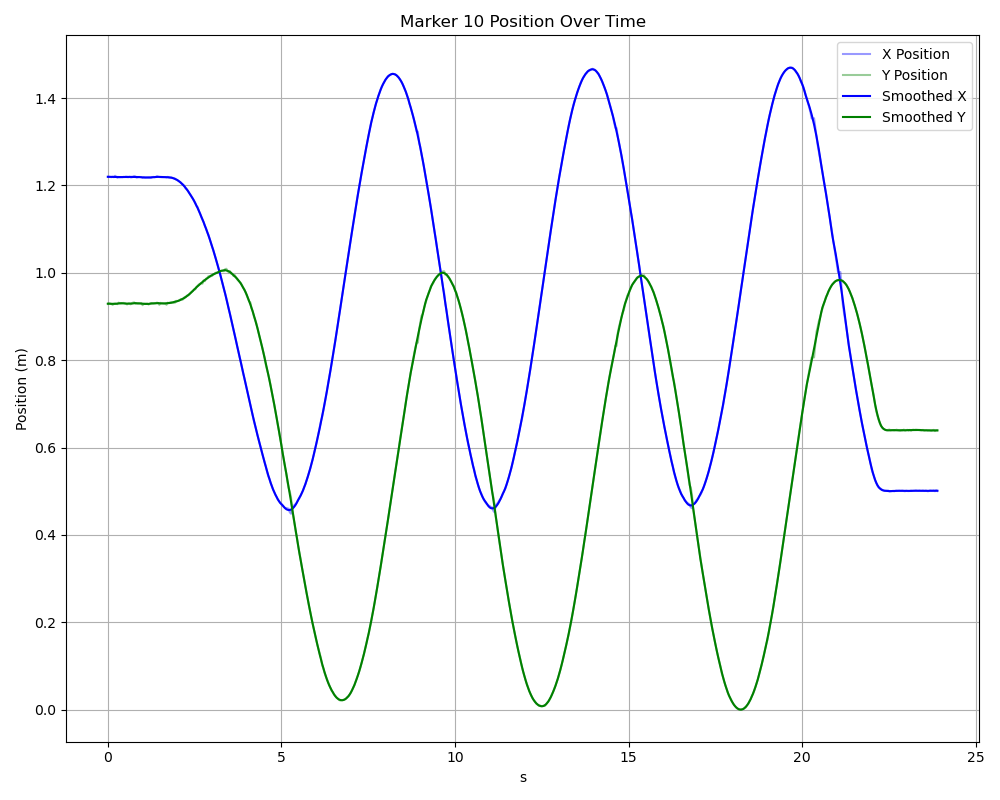 Marker 10 Position Over Time
X Position
Y Position
Smoothed X
Smoothed Y
Position (m)
1.4
1.2
1.0
0.8
0.6
0.4
0.2
0.0
0 5 10 15 20 25
s